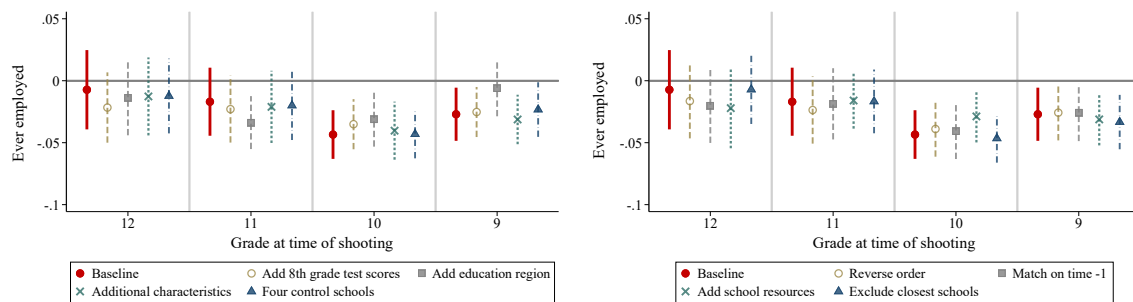 .05
0
-.05
-.1
Ever employed
12 11 10 9
Grade at time of shooting
Baseline Add 8th grade test scores Add education region
Additional characteristics Four control schools
.05
0
-.05
-.1
Ever employed
12 11 10 9
Grade at time of shooting
Baseline Reverse order Match on time -1
Add school resources Exclude closest schools